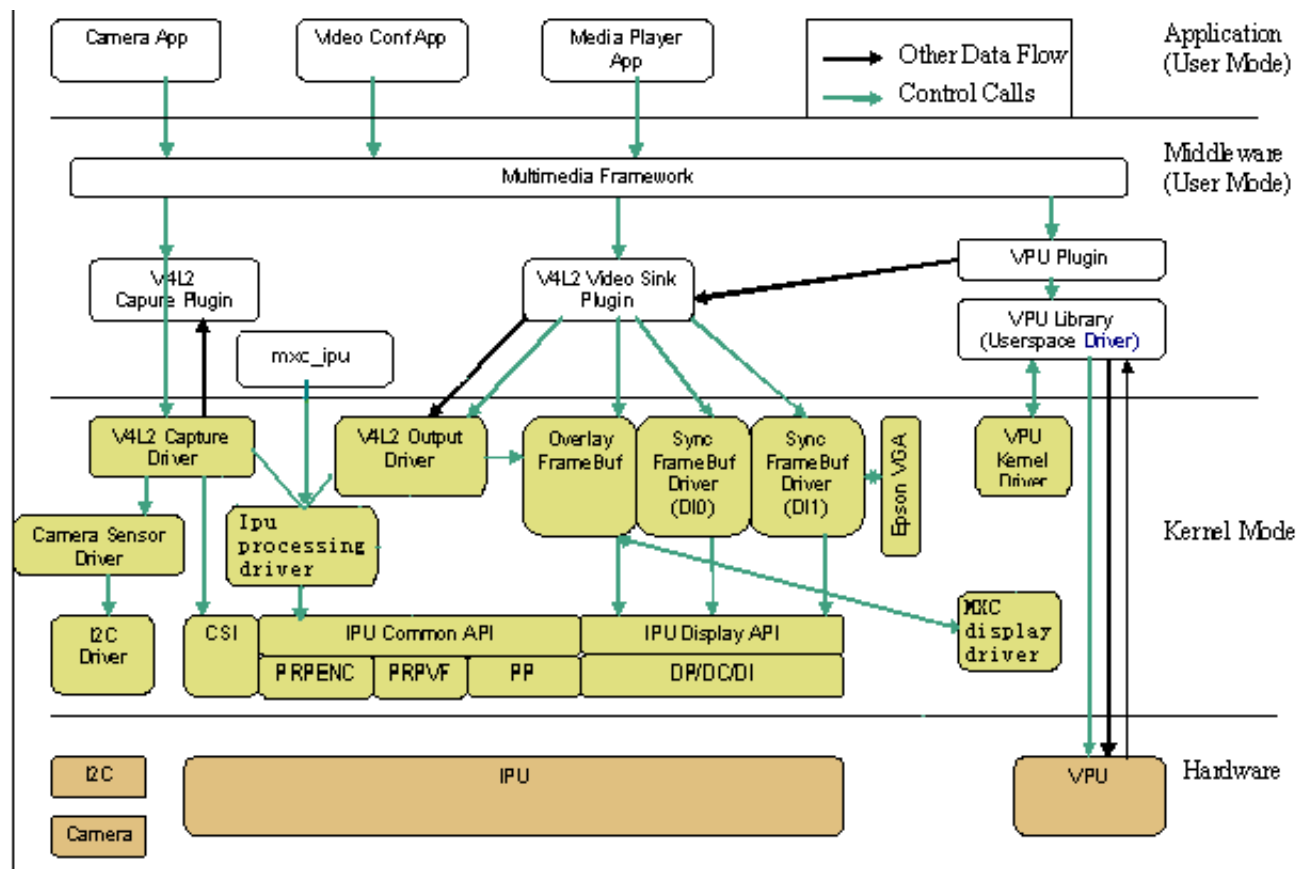 Camera App
Video Conf App
Media Player
App
Other Data Flow
Control Calls
Application
(User Mode)
Multimedia Framework
Middleware
(User Mode)
V4L2
Capure Plugin
V4L2 Video Sink
Plugin
VPU Plugin
mxc_ipu
VPU Library
(Userspace Driver)
V4L2 Capture
Driver
V4L2 Output
Driver
Overlay
FrameBuf
Sync
FrameBuf
Driver
(DI0)
Sync
FrameBuf
Driver
(DI1)
Epson VGA
VPU
Kernel
Driver
Camera Sensor
Driver
Ipu
processing
driver
Kernel Mode
I2C
Driver
CSI
IPU Common API
IPU Display API
MXC
display
driver
PRPENC
PRPVF
PP
DP/DC/DI
I2C
IPU
VPU
Hardware
Camera